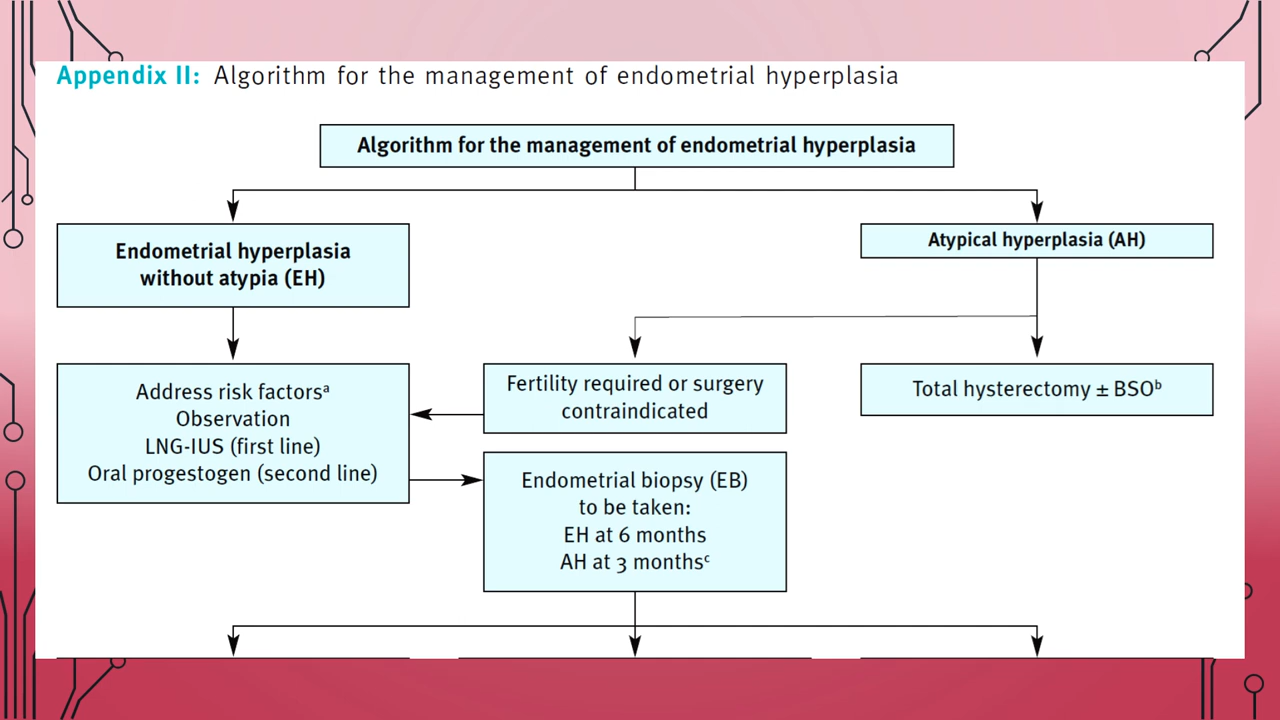 Appendix II: Algorithm for the management of endometrial hyperplasia
Algorithm for the management of endometrial hyperplasia
Endometrial hyperplasia
without atypia (EH)
Atypical hyperplasia (AH)
Address risk factorsᵃ
Observation
LNG-IUS (first line)
Oral progestogen (second line)
Fertility required or surgery
contraindicated
Total hysterectomy ± BSOᵇ
Endometrial biopsy (EB)
to be taken:
EH at 6 months
AH at 3 monthsᶜ